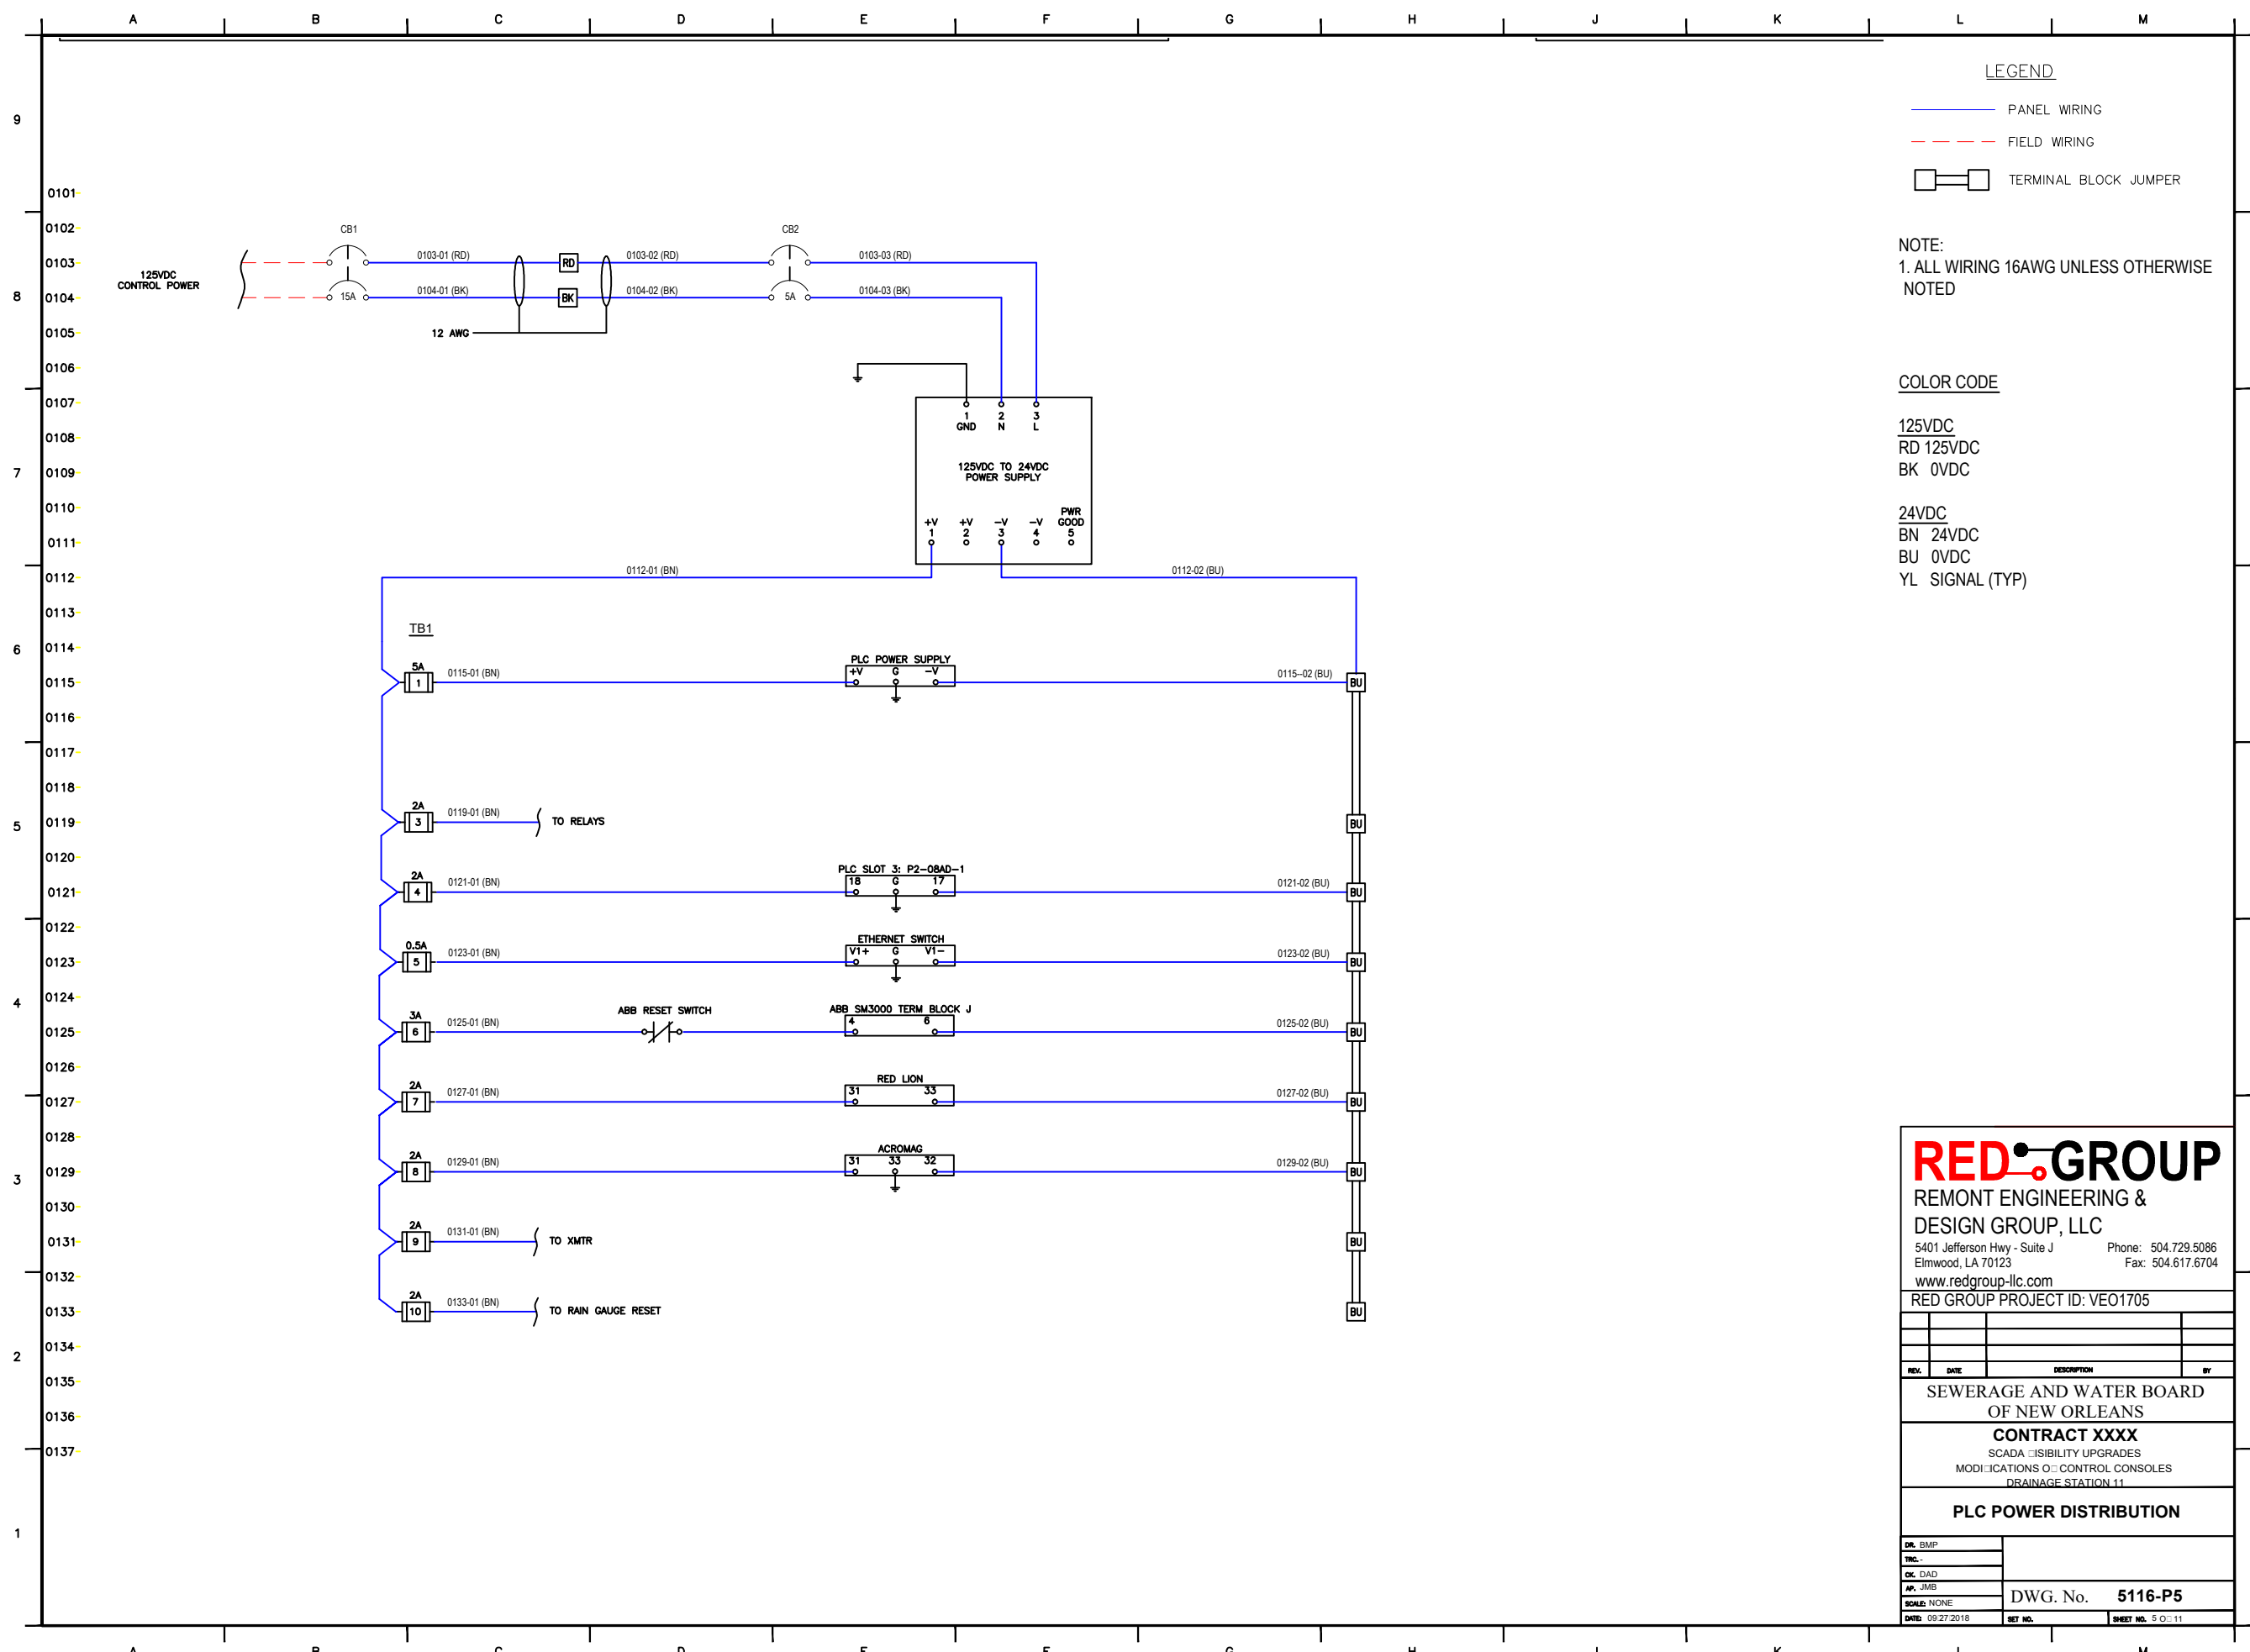 A B C D E F G H J K L M
9
8
7
6
5
4
3
2
1
LEGEND
PANEL WIRING
FIELD WIRING
TERMINAL BLOCK JUMPER
NOTE:
1. ALL WIRING 16AWG UNLESS OTHERWISE
NOTED
COLOR CODE
125VDC
RD 125VDC
BK 0VDC
24VDC
BN 24VDC
BU 0VDC
YL SIGNAL (TYP)
0101
0102
0103
0104
0105
0106
0107
0108
0109
0110
0111
0112
0113
0114
0115
0116
0117
0118
0119
0120
0121
0122
0123
0124
0125
0126
0127
0128
0129
0130
0131
0132
0133
0134
0135
0136
0137
125VDC
CONTROL POWER
CB1
15A
0103-01 (RD)
0104-01 (BK)
RD
BK
12 AWG
0103-02 (RD)
0104-02 (BK)
CB2
5A
0103-03 (RD)
0104-03 (BK)
1 2 3
GND N L
125VDC TO 24VDC
POWER SUPPLY
PWR
+V +V -V -V GOOD
1 2 3 4 5
0112-01 (BN)
0112-02 (BU)
TB1
5A
1
0115-01 (BN)
PLC POWER SUPPLY
+V G -V
0115--02 (BU)
BU
2A
3
0119-01 (BN)
TO RELAYS
BU
2A
4
0121-01 (BN)
PLC SLOT 3: P2-08AD-1
18 G 17
0121-02 (BU)
BU
0.5A
5
0123-01 (BN)
ETHERNET SWITCH
V1+ G V1-
0123-02 (BU)
BU
3A
6
0125-01 (BN)
ABB RESET SWITCH
ABB SM3000 TERM BLOCK J
4 6
0125-02 (BU)
BU
2A
7
0127-01 (BN)
RED LION
31 33
0127-02 (BU)
BU
2A
8
0129-01 (BN)
ACROMAG
31 33 32
0129-02 (BU)
BU
2A
9
0131-01 (BN)
TO XMTR
BU
2A
10
0133-01 (BN)
TO RAIN GAUGE RESET
BU
RED GROUP
REMONT ENGINEERING &
DESIGN GROUP, LLC
5401 Jefferson Hwy - Suite J Phone: 504.729.5086
Elmwood, LA 70123 Fax: 504.617.6704
www.redgroup-llc.com
RED GROUP PROJECT ID: VEO1705
REV. DATE DESCRIPTION BY
SEWERAGE AND WATER BOARD
OF NEW ORLEANS
CONTRACT XXXX
SCADA □ISIBILITY UPGRADES
MODI□ICATIONS O□ CONTROL CONSOLES
DRAINAGE STATION 11
PLC POWER DISTRIBUTION
DR. BMP
TRC. -
CK. DAD
AP. JMB
SCALE: NONE
DWG. No. 5116-P5
DATE: 09□27□2018
SET NO.
SHEET NO. 5 O□ 11
A B C D E F G H J K L M